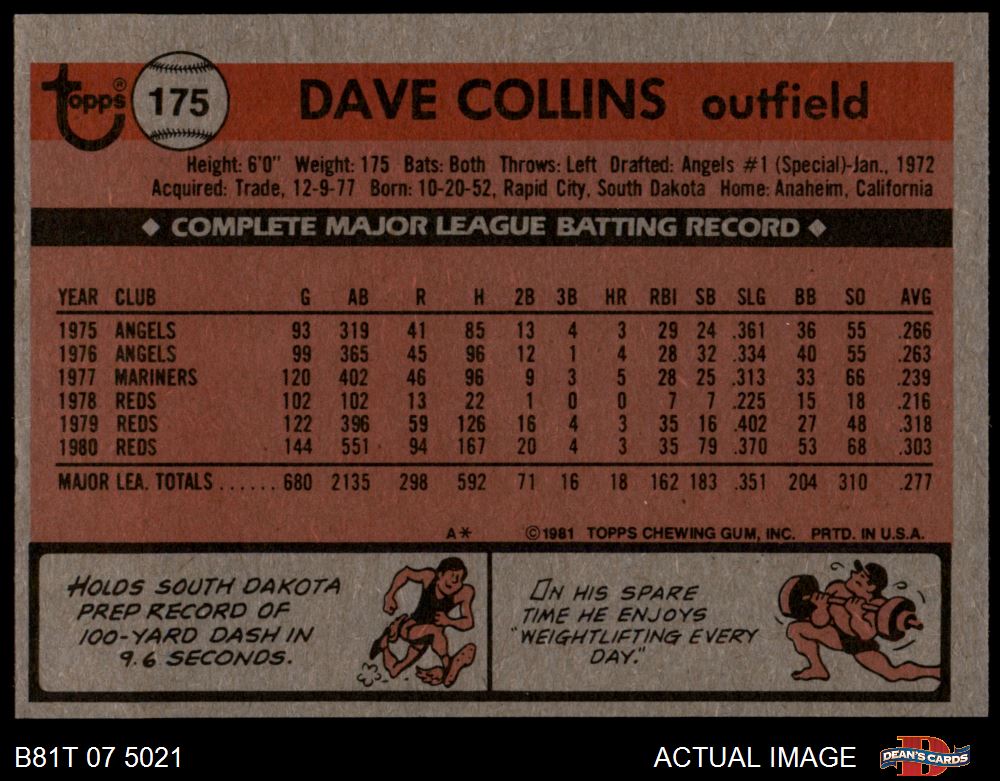 topps® 175 DAVE COLLINS outfield
Height: 6'0" Weight: 175 Bats: Both Throws: Left Drafted: Angels #1 (Special)-Jan., 1972
Acquired: Trade, 12-9-77 Born: 10-20-52, Rapid City, South Dakota Home: Anaheim, California
◆ COMPLETE MAJOR LEAGUE BATTING RECORD ◆
YEAR CLUB G AB R H 2B 3B HR RBI SB SLG BB SO AVG
1975 ANGELS 93 319 41 85 13 4 3 29 24 .361 36 55 .266
1976 ANGELS 99 365 45 96 12 1 4 28 32 .334 40 55 .263
1977 MARINERS 120 402 46 96 9 3 5 28 25 .313 33 66 .239
1978 REDS 102 102 13 22 1 0 0 7 7 .225 15 18 .216
1979 REDS 122 396 59 126 16 4 3 35 16 .402 27 48 .318
1980 REDS 144 551 94 167 20 4 3 35 79 .370 53 68 .303
MAJOR LEA. TOTALS ...... 680 2135 298 592 71 16 18 162 183 .351 204 310 .277
A* ©1981 TOPPS CHEWING GUM, INC. PRTD. IN U.S.A.
HOLDS SOUTH DAKOTA
PREP RECORD OF
100-YARD DASH IN
9.6 SECONDS.
IN HIS SPARE
TIME HE ENJOYS
"WEIGHTLIFTING EVERY
DAY."
B81T 07 5021 ACTUAL IMAGE DEAN'S CARDS